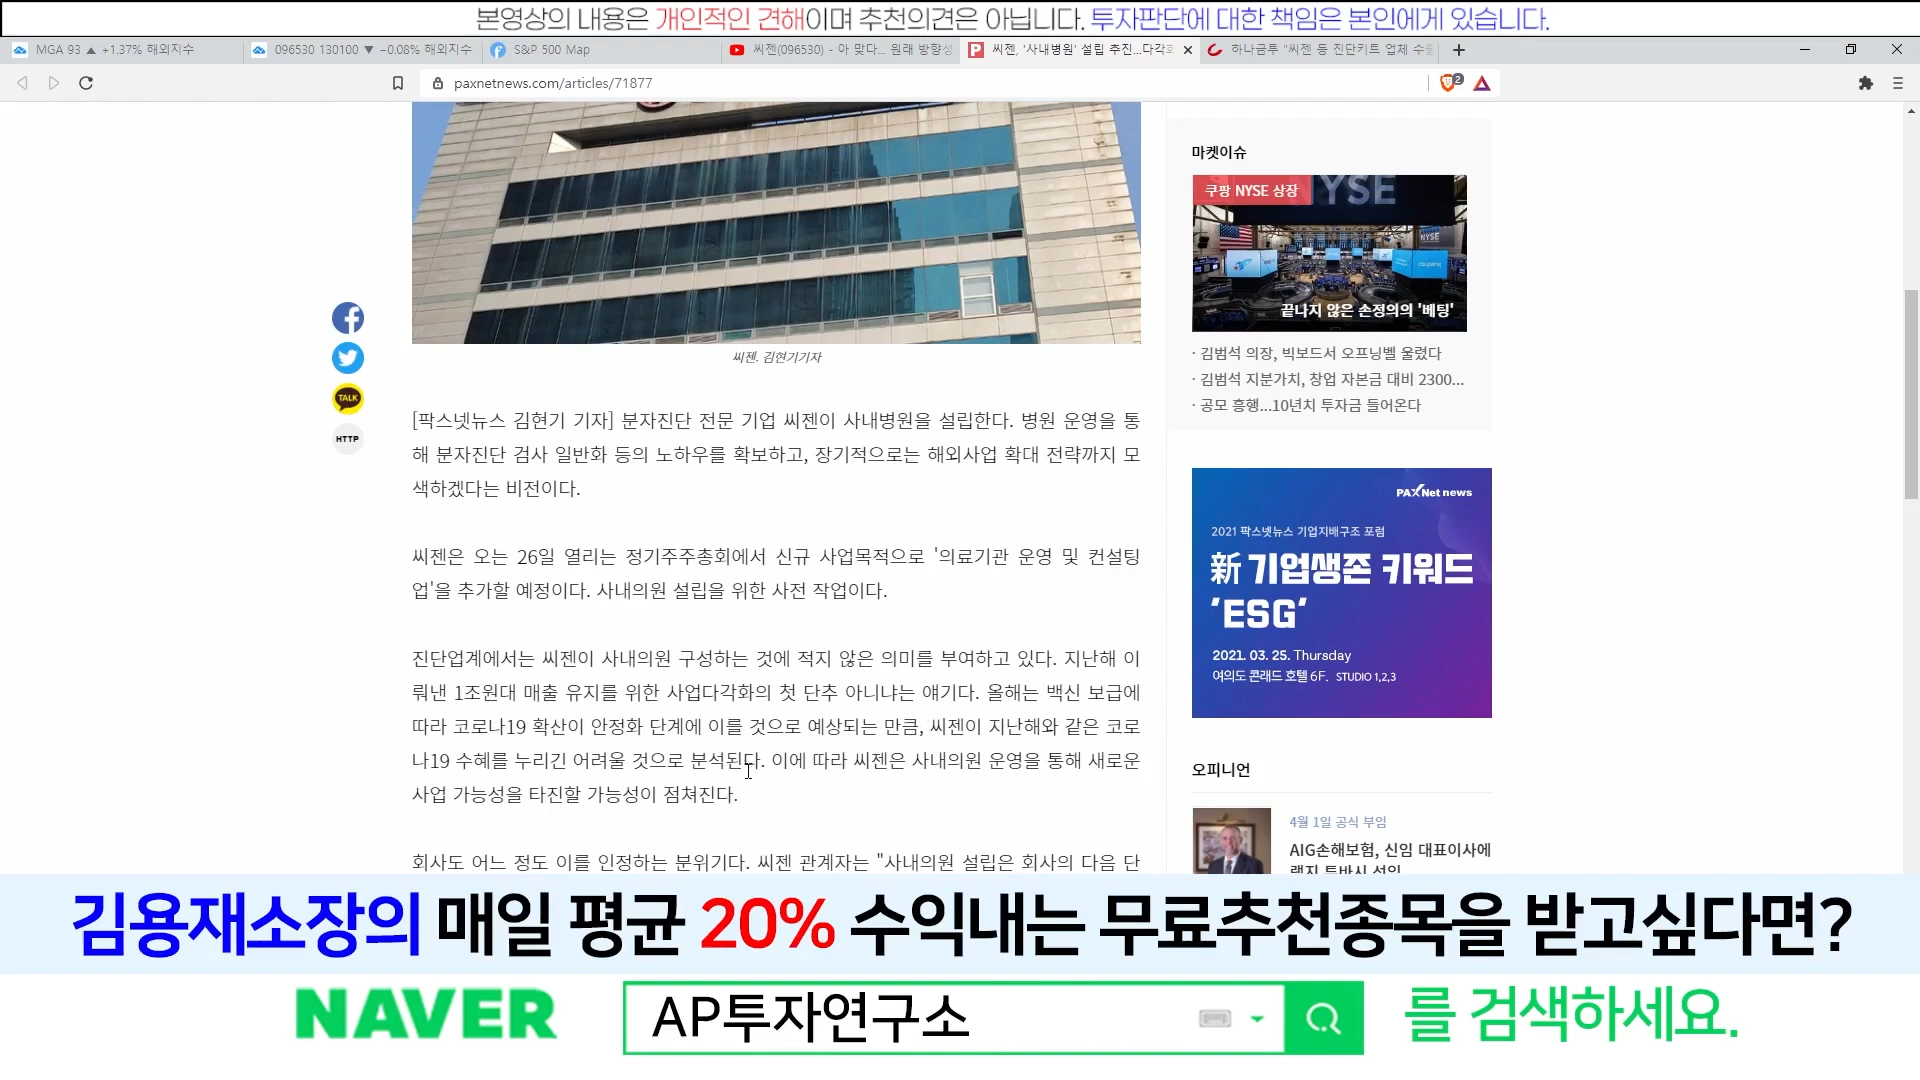 본영상의 내용은 개인적인 견해이며 추천의견은 아닙니다. 투자판단에 대한 책임은 본인에게 있습니다.
MGA 93 ▲ +1.37% 해외지수
096530 130100 ▼ −0.08% 해외지수
S&P 500 Map
씨젠(096530) - 아 맞다... 원래 방향성
씨젠, '사내병원' 설립 추진...다각화
하나금투 "씨젠 등 진단키트 업체 수출
paxnetnews.com/articles/71877
2
씨젠. 김현기기자
TALK
HTTP
[팍스넷뉴스 김현기 기자] 분자진단 전문 기업 씨젠이 사내병원을 설립한다. 병원 운영을 통
해 분자진단 검사 일반화 등의 노하우를 확보하고, 장기적으로는 해외사업 확대 전략까지 모
색하겠다는 비전이다.
씨젠은 오는 26일 열리는 정기주주총회에서 신규 사업목적으로 '의료기관 운영 및 컨설팅
업'을 추가할 예정이다. 사내의원 설립을 위한 사전 작업이다.
진단업계에서는 씨젠이 사내의원 구성하는 것에 적지 않은 의미를 부여하고 있다. 지난해 이
뤄낸 1조원대 매출 유지를 위한 사업다각화의 첫 단추 아니냐는 얘기다. 올해는 백신 보급에
따라 코로나19 확산이 안정화 단계에 이를 것으로 예상되는 만큼, 씨젠이 지난해와 같은 코로
나19 수혜를 누리긴 어려울 것으로 분석된다. 이에 따라 씨젠은 사내의원 운영을 통해 새로운
사업 가능성을 타진할 가능성이 점쳐진다.
회사도 어느 정도 이를 인정하는 분위기다. 씨젠 관계자는 "사내의원 설립은 회사의 다음 단
마켓이슈
쿠팡 NYSE 상장
NYSE
NYSE
coupang
끝나지 않은 손정의의 '베팅'
· 김범석 의장, 빅보드서 오프닝벨 울렸다
· 김범석 지분가치, 창업 자본금 대비 2300...
· 공모 흥행...10년치 투자금 들어온다
PAXNet news
2021 팍스넷뉴스 기업지배구조 포럼
新 기업생존 키워드
'ESG'
2021. 03. 25. Thursday
여의도 콘래드 호텔 6F. STUDIO 1,2,3
오피니언
4월 1일 공식 부임
AIG손해보험, 신임 대표이사에
랭지 투바시 선임
김용재소장의 매일 평균 20% 수익내는 무료추천종목을 받고싶다면?
NAVER AP투자연구소 를 검색하세요.